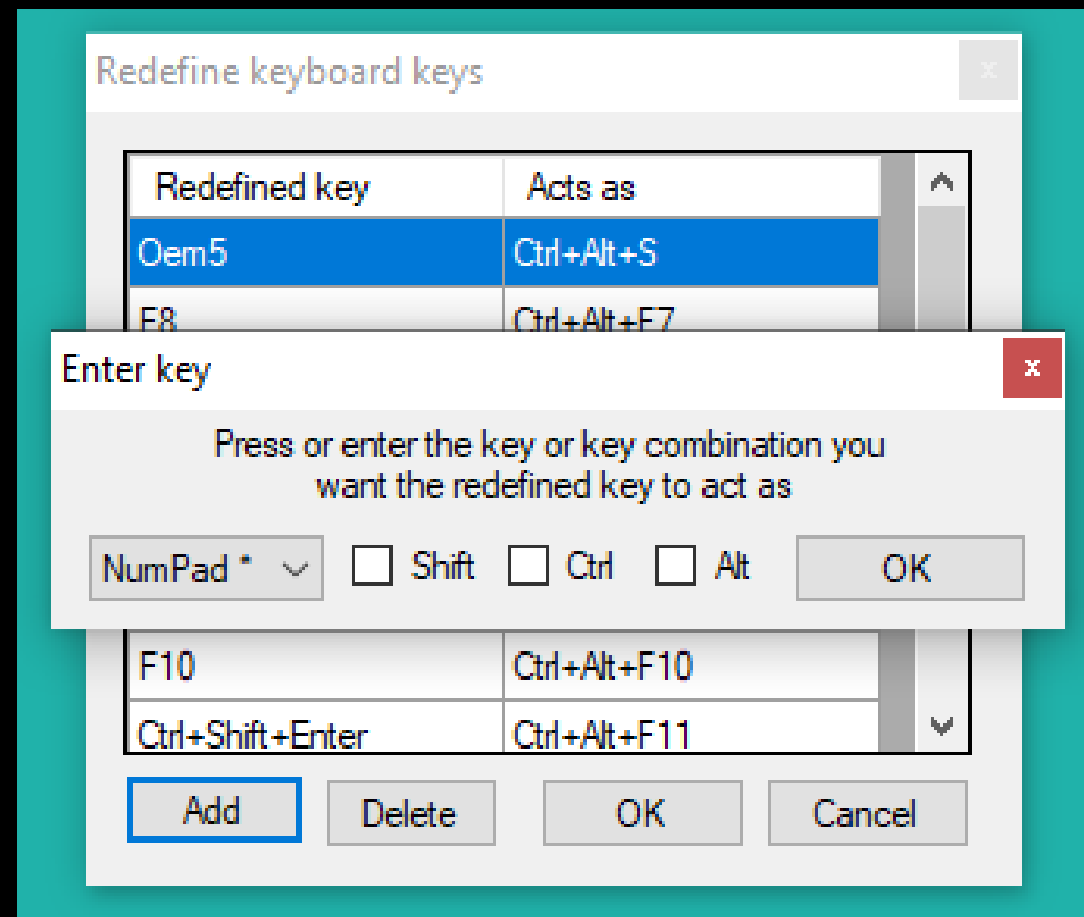 Redefine keyboard keys x
Redefined key Acts as
Oem5 Ctrl+Alt+S
F8 Ctrl+Alt+F7
Enter key x
Press or enter the key or key combination you
want the redefined key to act as
NumPad * Shift Ctrl Alt OK
F10 Ctrl+Alt+F10
Ctrl+Shift+Enter Ctrl+Alt+F11
Add Delete OK Cancel